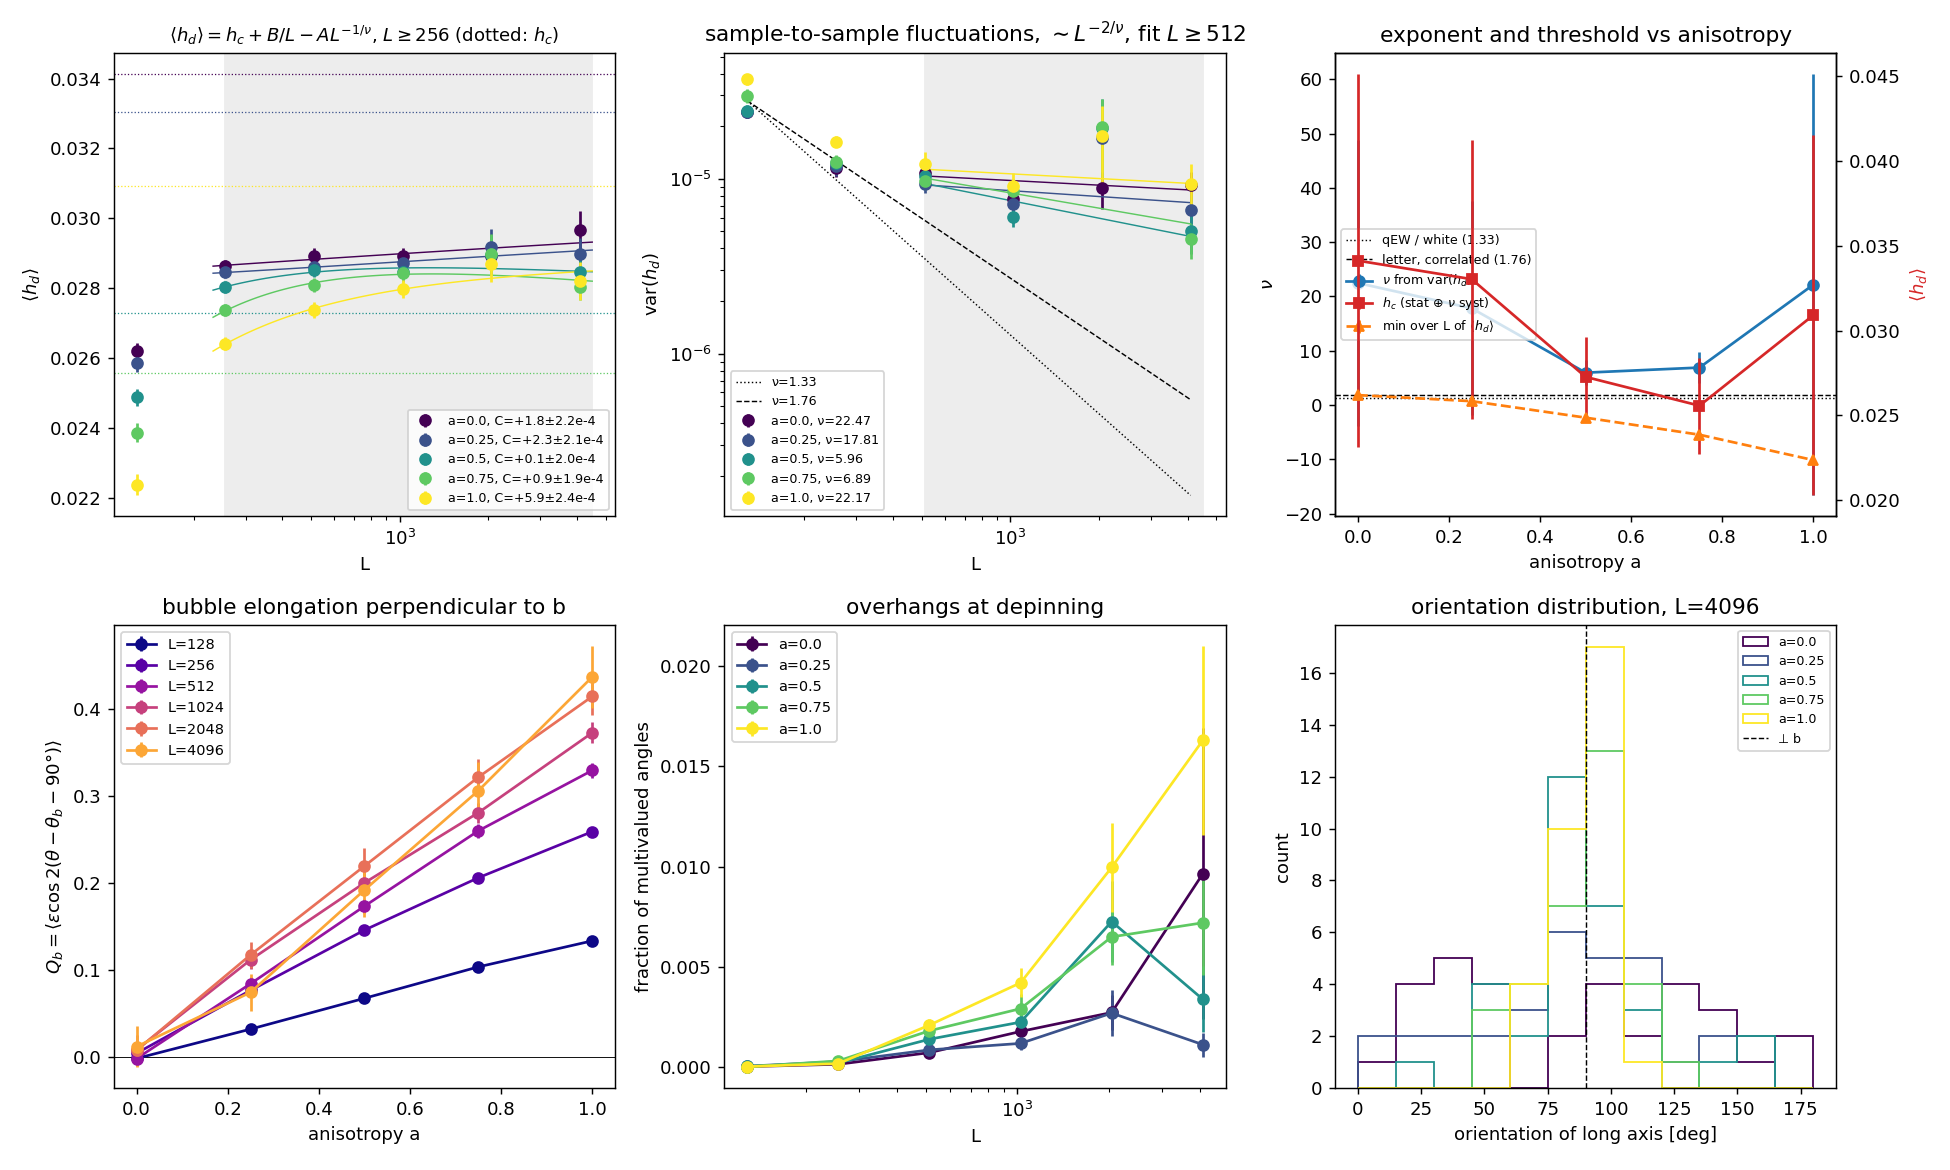 ⟨h_d⟩ = h_c + B/L − AL^{−1/ν}, L ≥ 256 (dotted: h_c)
0.034
0.032
0.030
0.028
0.026
0.024
0.022
⟨h_d⟩
a=0.0, C=+1.8±2.2e-4
a=0.25, C=+2.3±2.1e-4
a=0.5, C=+0.1±2.0e-4
a=0.75, C=+0.9±1.9e-4
a=1.0, C=+5.9±2.4e-4
10^3
L
sample-to-sample fluctuations, ~ L^{−2/ν}, fit L ≥ 512
10^{−5}
10^{−6}
var(h_d)
ν=1.33
ν=1.76
a=0.0, ν=22.47
a=0.25, ν=17.81
a=0.5, ν=5.96
a=0.75, ν=6.89
a=1.0, ν=22.17
10^3
L
exponent and threshold vs anisotropy
60
50
40
30
20
10
0
−10
−20
ν
qEW / white (1.33)
letter, correlated (1.76)
ν from var(h_d
h_c (stat ⊕ ν syst)
min over L of ⟨h_d⟩
0.045
0.040
0.035
0.030
0.025
0.020
⟨h_d⟩
0.0 0.2 0.4 0.6 0.8 1.0
anisotropy a
bubble elongation perpendicular to b
0.4
0.3
0.2
0.1
0.0
Q_b = ⟨ε cos 2(θ − θ_b − 90°)⟩
L=128
L=256
L=512
L=1024
L=2048
L=4096
0.0 0.2 0.4 0.6 0.8 1.0
anisotropy a
overhangs at depinning
0.020
0.015
0.010
0.005
0.000
fraction of multivalued angles
a=0.0
a=0.25
a=0.5
a=0.75
a=1.0
10^3
L
orientation distribution, L=4096
16
14
12
10
8
6
4
2
0
count
a=0.0
a=0.25
a=0.5
a=0.75
a=1.0
⊥ b
0 25 50 75 100 125 150 175
orientation of long axis [deg]